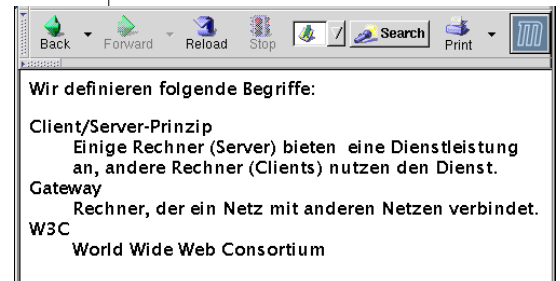 Back Forward Reload Stop Search Print
Wir definieren folgende Begriffe:
Client/Server-Prinzip
Einige Rechner (Server) bieten eine Dienstleistung
an, andere Rechner (Clients) nutzen den Dienst.
Gateway
Rechner, der ein Netz mit anderen Netzen verbindet.
W3C
World Wide Web Consortium